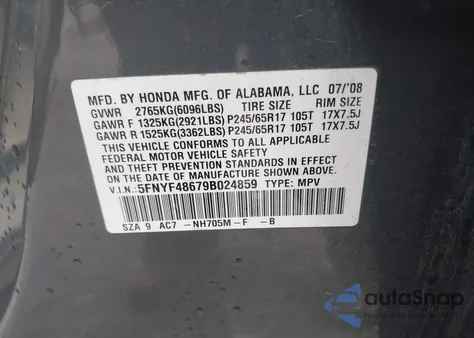 MFD. BY HONDA MFG. OF ALABAMA, LLC 07/'08
GVWR 2765KG(6096LBS) TIRE SIZE RIM SIZE
GAWR F 1325KG(2921LBS) P245/65R17 105T 17X7.5J
GAWR R 1525KG(3362LBS) P245/65R17 105T 17X7.5J
THIS VEHICLE CONFORMS TO ALL APPLICABLE
FEDERAL MOTOR VEHICLE SAFETY, BUMPER,
AND THEFT PREVENTION STANDARDS IN EFFECT
ON THE DATE OF MANUFACTURE SHOWN ABOVE.
V.I.N: 5FNYF48679B024859 TYPE: MPV
SZA 9 AC7 -NH705M-F -B
autoSnap